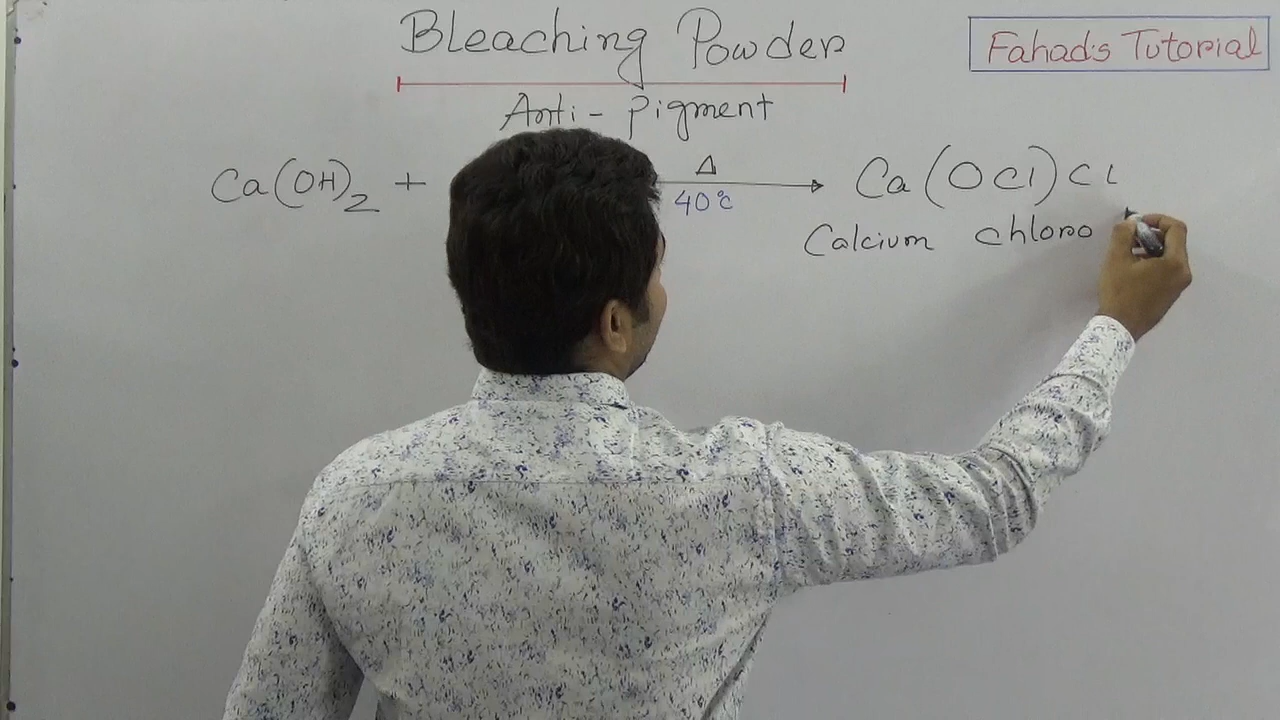 Bleaching Powder
Fahad's Tutorial
Anti-Pigment
Ca(OH)₂ + Δ 40°C → Ca(OCl)Cl
Calcium chloro